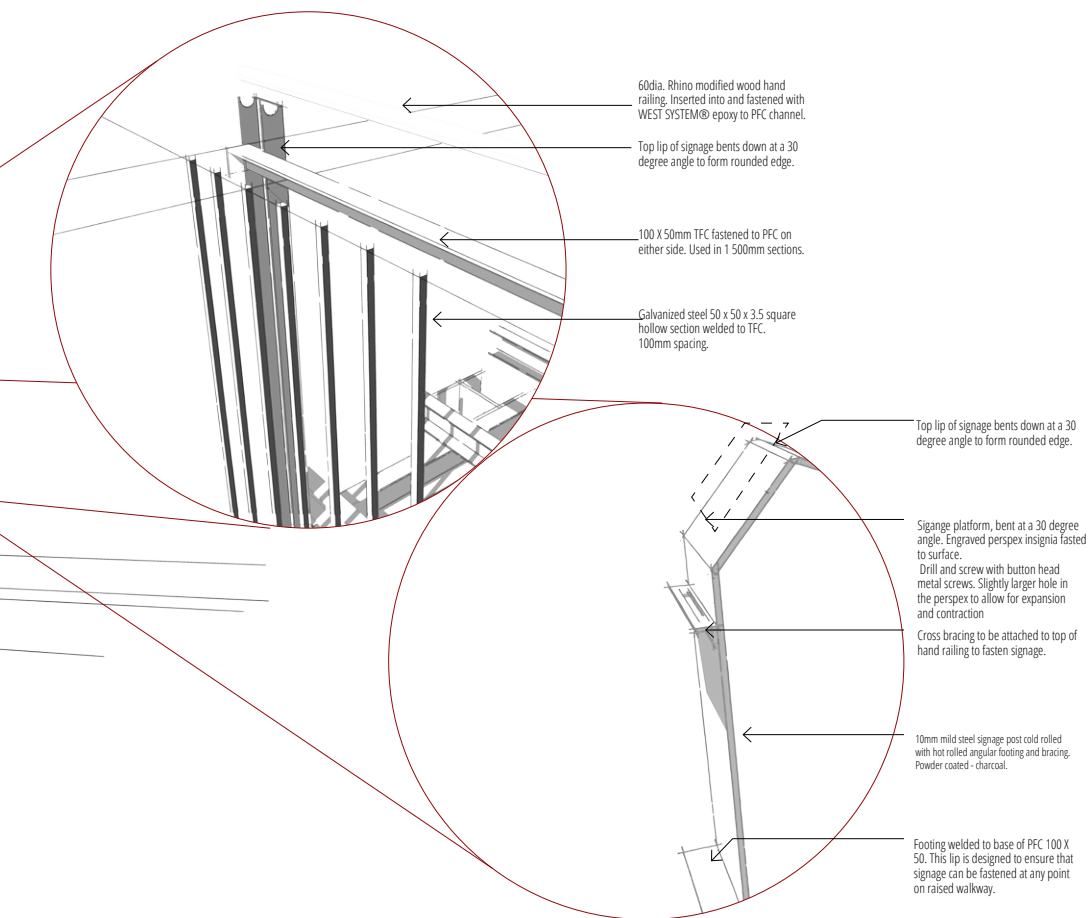 60dia. Rhino modified wood hand
railing. Inserted into and fastened with
WEST SYSTEM® epoxy to PFC channel.
Top lip of signage bents down at a 30
degree angle to form rounded edge.
100 X 50mm TFC fastened to PFC on
either side. Used in 1 500mm sections.
Galvanized steel 50 x 50 x 3.5 square
hollow section welded to TFC.
100mm spacing.
Top lip of signage bents down at a 30
degree angle to form rounded edge.
Sigange platform, bent at a 30 degree
angle. Engraved perspex insignia fasted
to surface.
Drill and screw with button head
metal screws. Slightly larger hole in
the perspex to allow for expansion
and contraction
Cross bracing to be attached to top of
hand railing to fasten signage.
10mm mild steel signage post cold rolled
with hot rolled angular footing and bracing.
Powder coated - charcoal.
Footing welded to base of PFC 100 X
50. This lip is designed to ensure that
signage can be fastened at any point
on raised walkway.